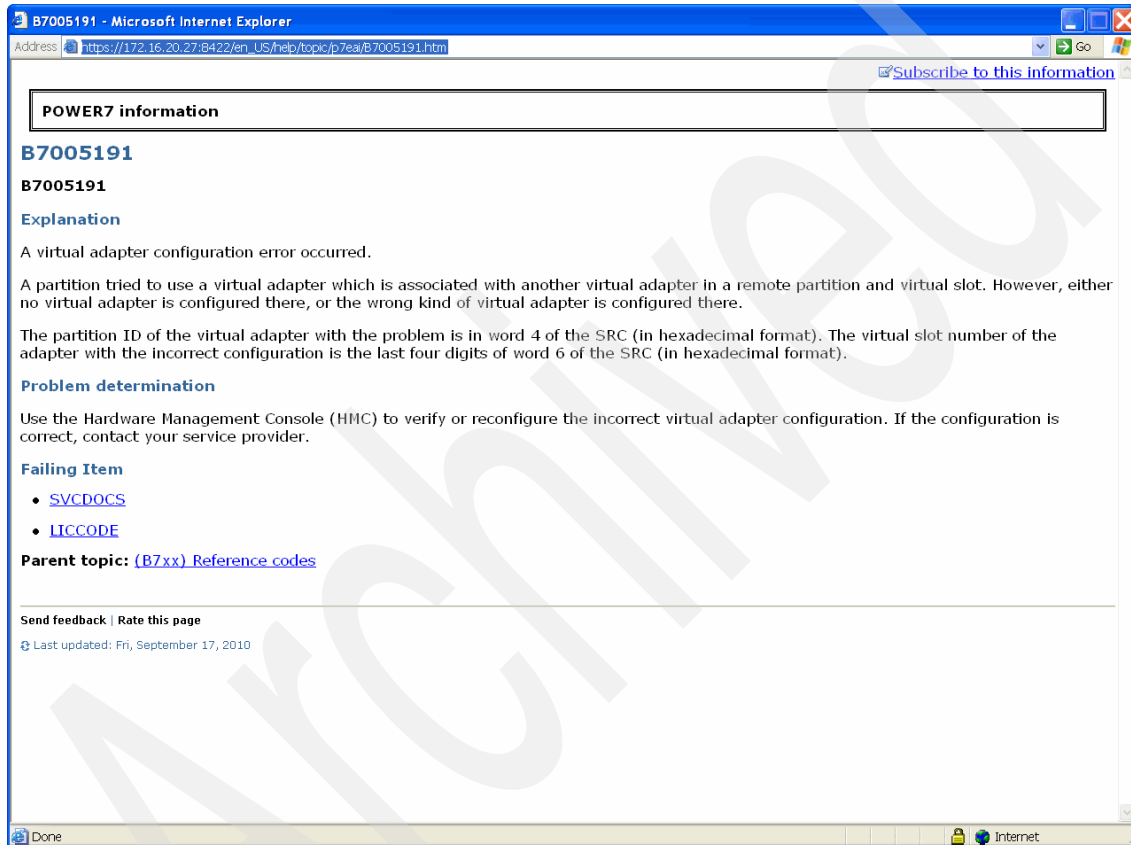 B7005191 - Microsoft Internet Explorer
Address https://172.16.20.27:8422/en_US/help/topic/p7eai/B7005191.htm Go
Subscribe to this information
POWER7 information
B7005191
B7005191
Explanation
A virtual adapter configuration error occurred.
A partition tried to use a virtual adapter which is associated with another virtual adapter in a remote partition and virtual slot. However, either
no virtual adapter is configured there, or the wrong kind of virtual adapter is configured there.
The partition ID of the virtual adapter with the problem is in word 4 of the SRC (in hexadecimal format). The virtual slot number of the
adapter with the incorrect configuration is the last four digits of word 6 of the SRC (in hexadecimal format).
Problem determination
Use the Hardware Management Console (HMC) to verify or reconfigure the incorrect virtual adapter configuration. If the configuration is
correct, contact your service provider.
Failing Item
• SVCDOCS
• LICCODE
Parent topic: (B7xx) Reference codes
Send feedback | Rate this page
Last updated: Fri, September 17, 2010
Done Internet
Archived